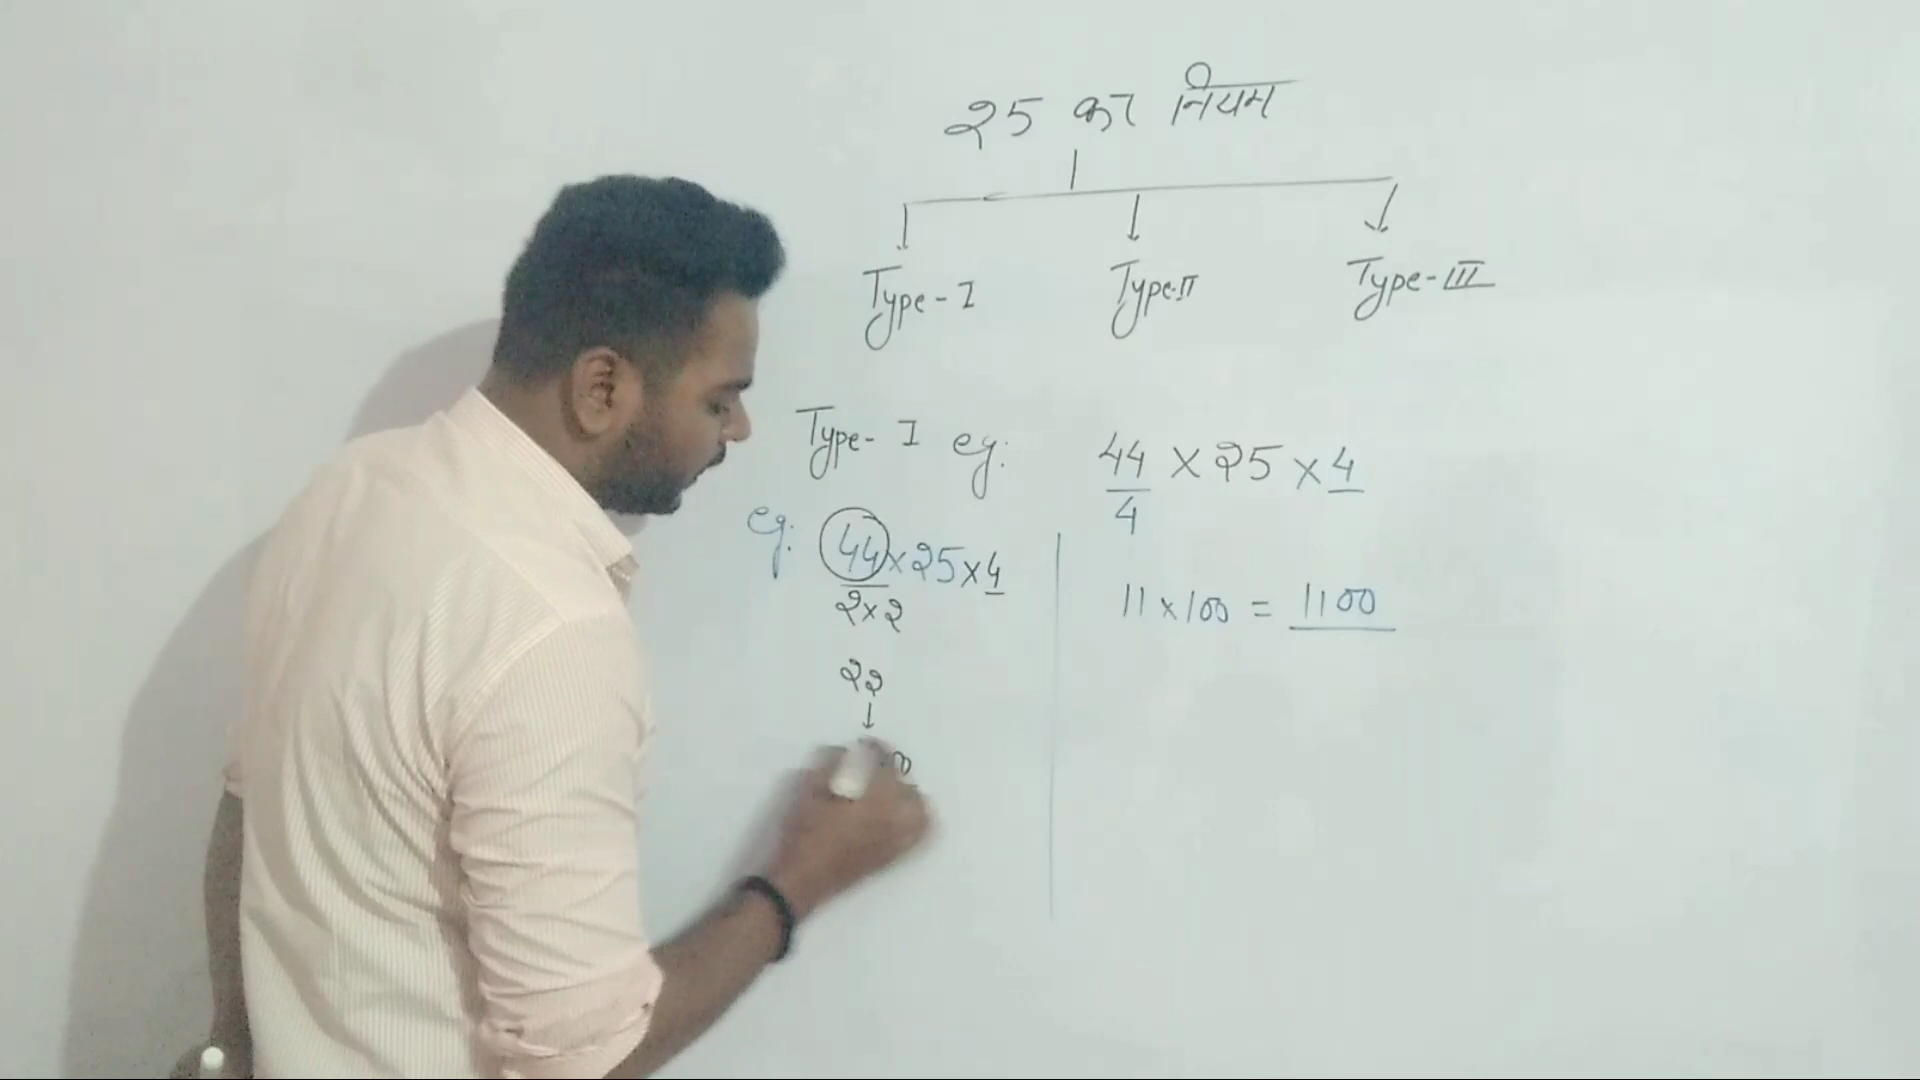 25 का नियम
Type-I Type-II Type-III
Type-I eg: 44 × 25 × 4
4
eg: 44×25×4
2×2
11×100 = 1100
22
↓
00